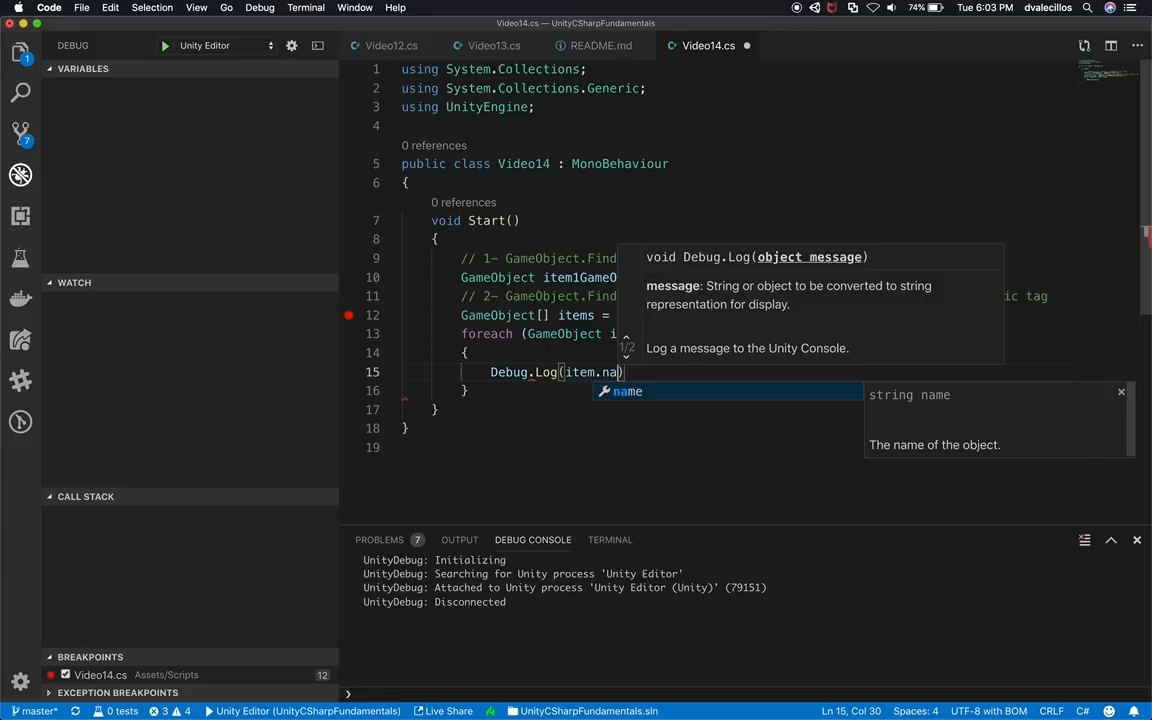 Code File Edit Selection View Go Debug Terminal Window Help
74% Tue 6:03 PM dvalecillos
Video14.cs — UnityCSharpFundamentals
DEBUG Unity Editor
Video12.cs Video13.cs README.md Video14.cs
VARIABLES
WATCH
CALL STACK
BREAKPOINTS
Video14.cs Assets/Scripts 12
EXCEPTION BREAKPOINTS
1
7
1 using System.Collections;
2 using System.Collections.Generic;
3 using UnityEngine;
4
0 references
5 public class Video14 : MonoBehaviour
6 {
0 references
7 void Start()
8 {
9 // 1- GameObject.Find
10 GameObject item1GameO
11 // 2- GameObject.Find ic tag
12 GameObject[] items =
13 foreach (GameObject i
14 {
15 Debug.Log(item.na)
16 }
17 }
18 }
19
void Debug.Log(object message)
message: String or object to be converted to string
representation for display.
1/2
Log a message to the Unity Console.
name
string name
The name of the object.
PROBLEMS 7 OUTPUT DEBUG CONSOLE TERMINAL
UnityDebug: Initializing
UnityDebug: Searching for Unity process 'Unity Editor'
UnityDebug: Attached to Unity process 'Unity Editor (Unity)' (79151)
UnityDebug: Disconnected
master* 0 tests 3 4 Unity Editor (UnityCSharpFundamentals) Live Share UnityCSharpFundamentals.sln Ln 15, Col 30 Spaces: 4 UTF-8 with BOM CRLF C#